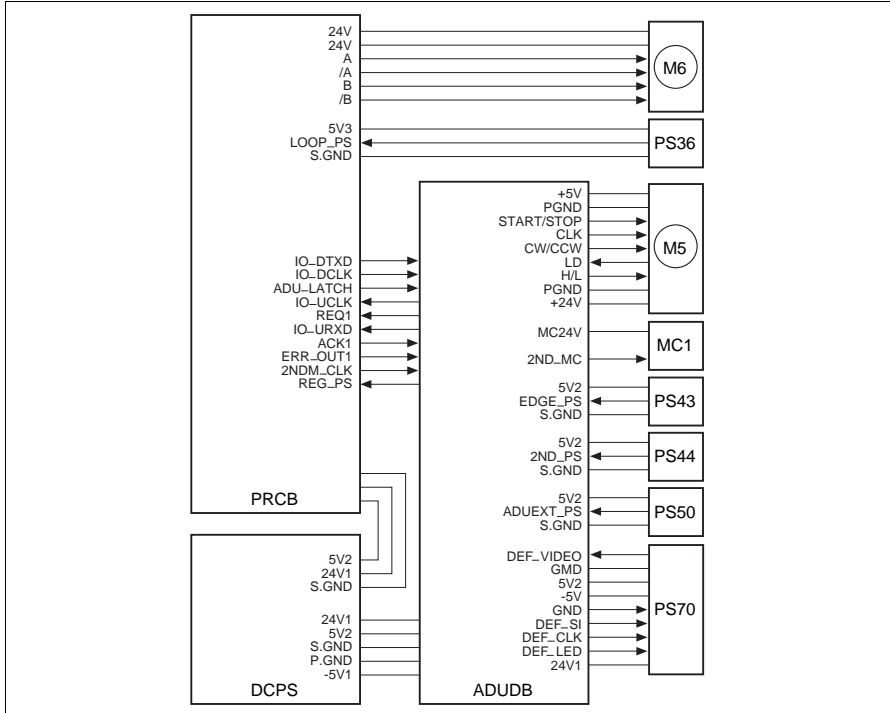 24V
24V
A
/A
B
/B
M6
5V3
LOOP_PS
S.GND
PS36
IO_DTXD
IO_DCLK
ADU_LATCH
IO_UCLK
REQ1
IO_URXD
ACK1
ERR_OUT1
2NDM_CLK
REG_PS
PRCB
+5V
PGND
START/STOP
CLK
CW/CCW
LD
H/L
PGND
+24V
M5
MC24V
2ND_MC
MC1
5V2
EDGE_PS
S.GND
PS43
5V2
2ND_PS
S.GND
PS44
5V2
ADUEXT_PS
S.GND
PS50
DEF_VIDEO
GMD
5V2
-5V
GND
DEF_SI
DEF_CLK
DEF_LED
24V1
PS70
5V2
24V1
S.GND
24V1
5V2
S.GND
P.GND
-5V1
DCPS
ADUDB